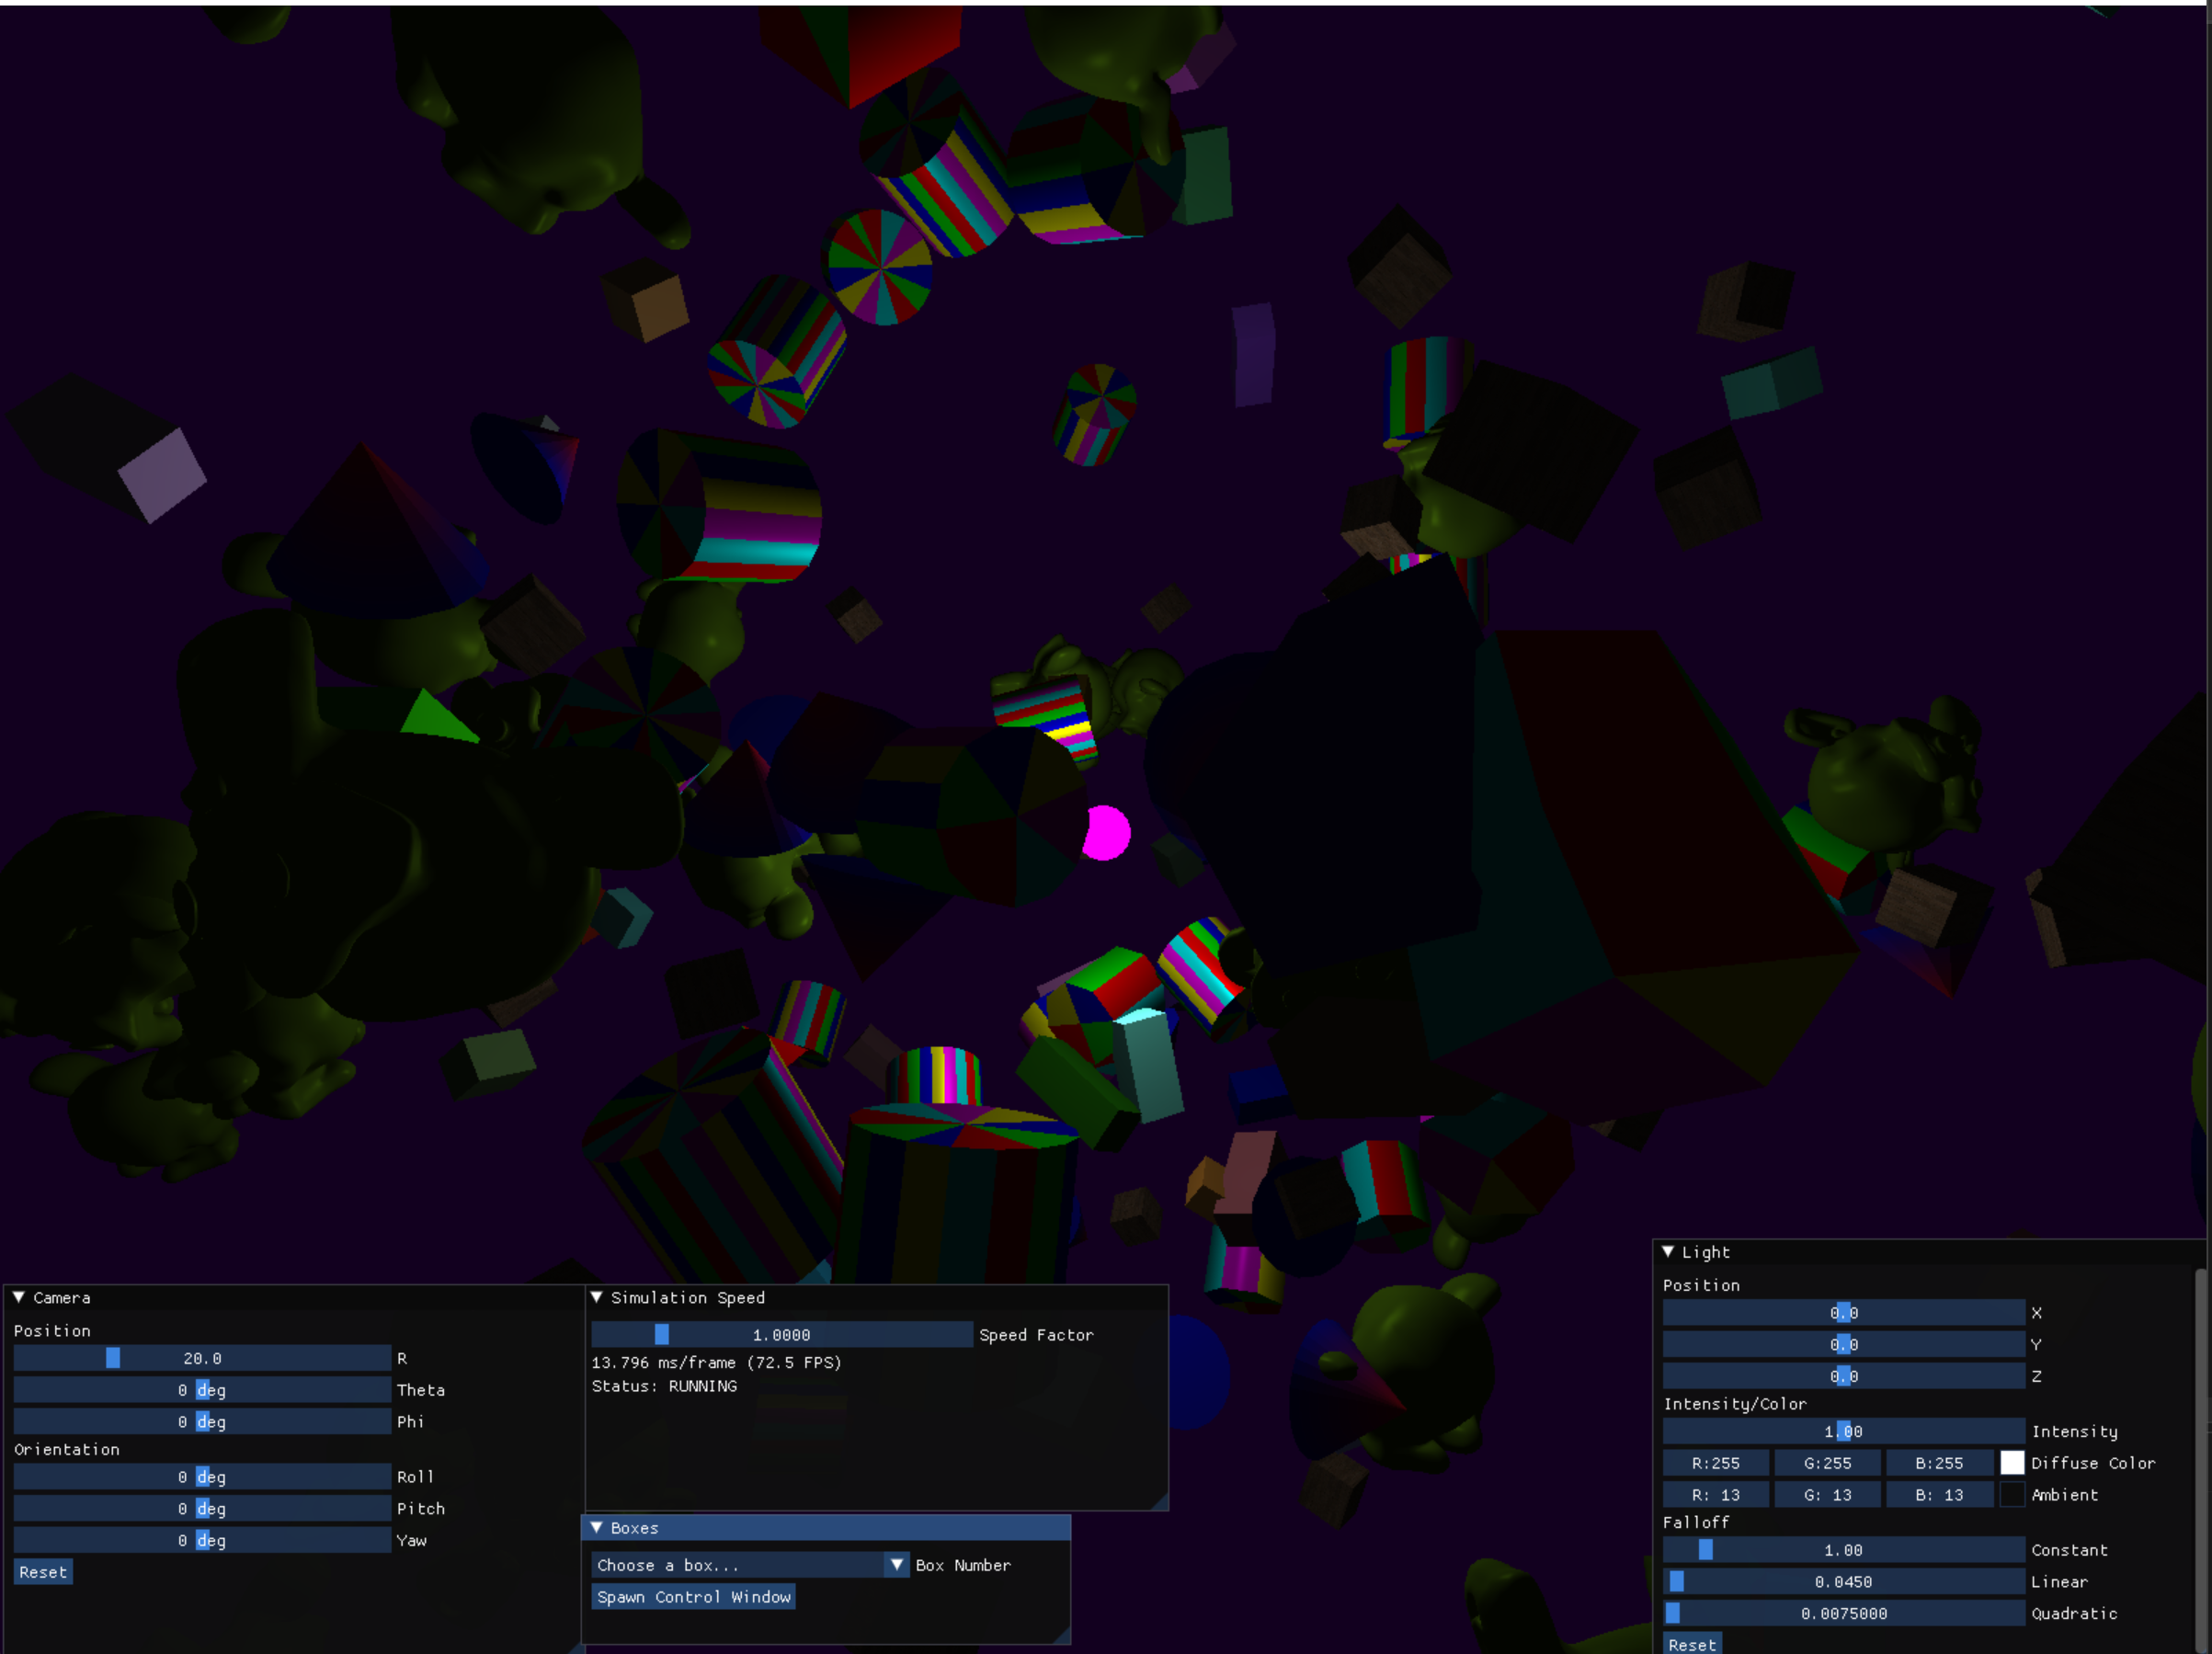 Camera
Position
20.0 R
0 deg Theta
0 deg Phi
Orientation
0 deg Roll
0 deg Pitch
0 deg Yaw
Reset
Simulation Speed
1.0000 Speed Factor
13.796 ms/frame (72.5 FPS)
Status: RUNNING
Boxes
Choose a box... Box Number
Spawn Control Window
Light
Position
0.0 X
0.0 Y
0.0 Z
Intensity/Color
1.00 Intensity
R:255 G:255 B:255 Diffuse Color
R: 13 G: 13 B: 13 Ambient
Falloff
1.00 Constant
0.0450 Linear
0.0075000 Quadratic
Reset